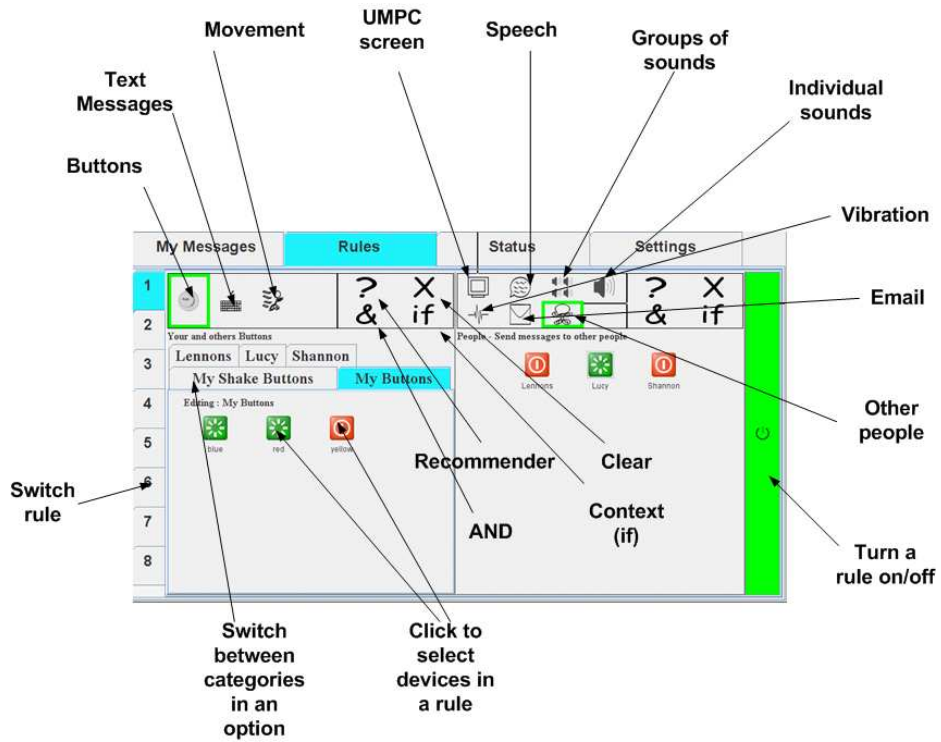 Movement
UMPC
screen
Speech
Groups of
sounds
Text
Messages
Individual
sounds
Buttons
Vibration
My Messages
Rules
Status
Settings
1
? X
? X
Email
& if
& if
2
Your and others Buttons
People - Send messages to other people
3
Lennons Lucy Shannon
My Shake Buttons My Buttons
Lennons Lucy Shannon
4
Editing : My Buttons
Other
people
5
blue red yellow
Recommender
Clear
6
Switch
rule
Context
(if)
AND
7
Turn a
rule on/off
8
Switch
between
categories
in an
option
Click to
select
devices in
a rule